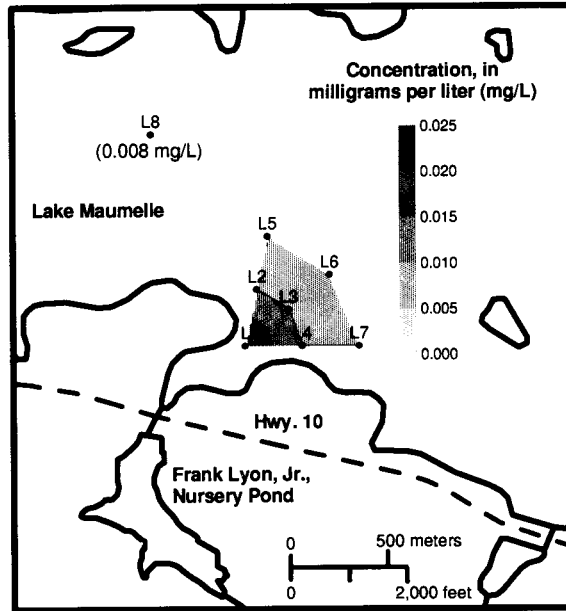 Concentration, in
milligrams per liter (mg/L)
0.025
0.020
0.015
0.010
0.005
0.000
L8
(0.008 mg/L)
Lake Maumelle
L5
L6
L2
L3
L
4
L7
Hwy. 10
Frank Lyon, Jr.,
Nursery Pond
0
500 meters
0
2,000 feet